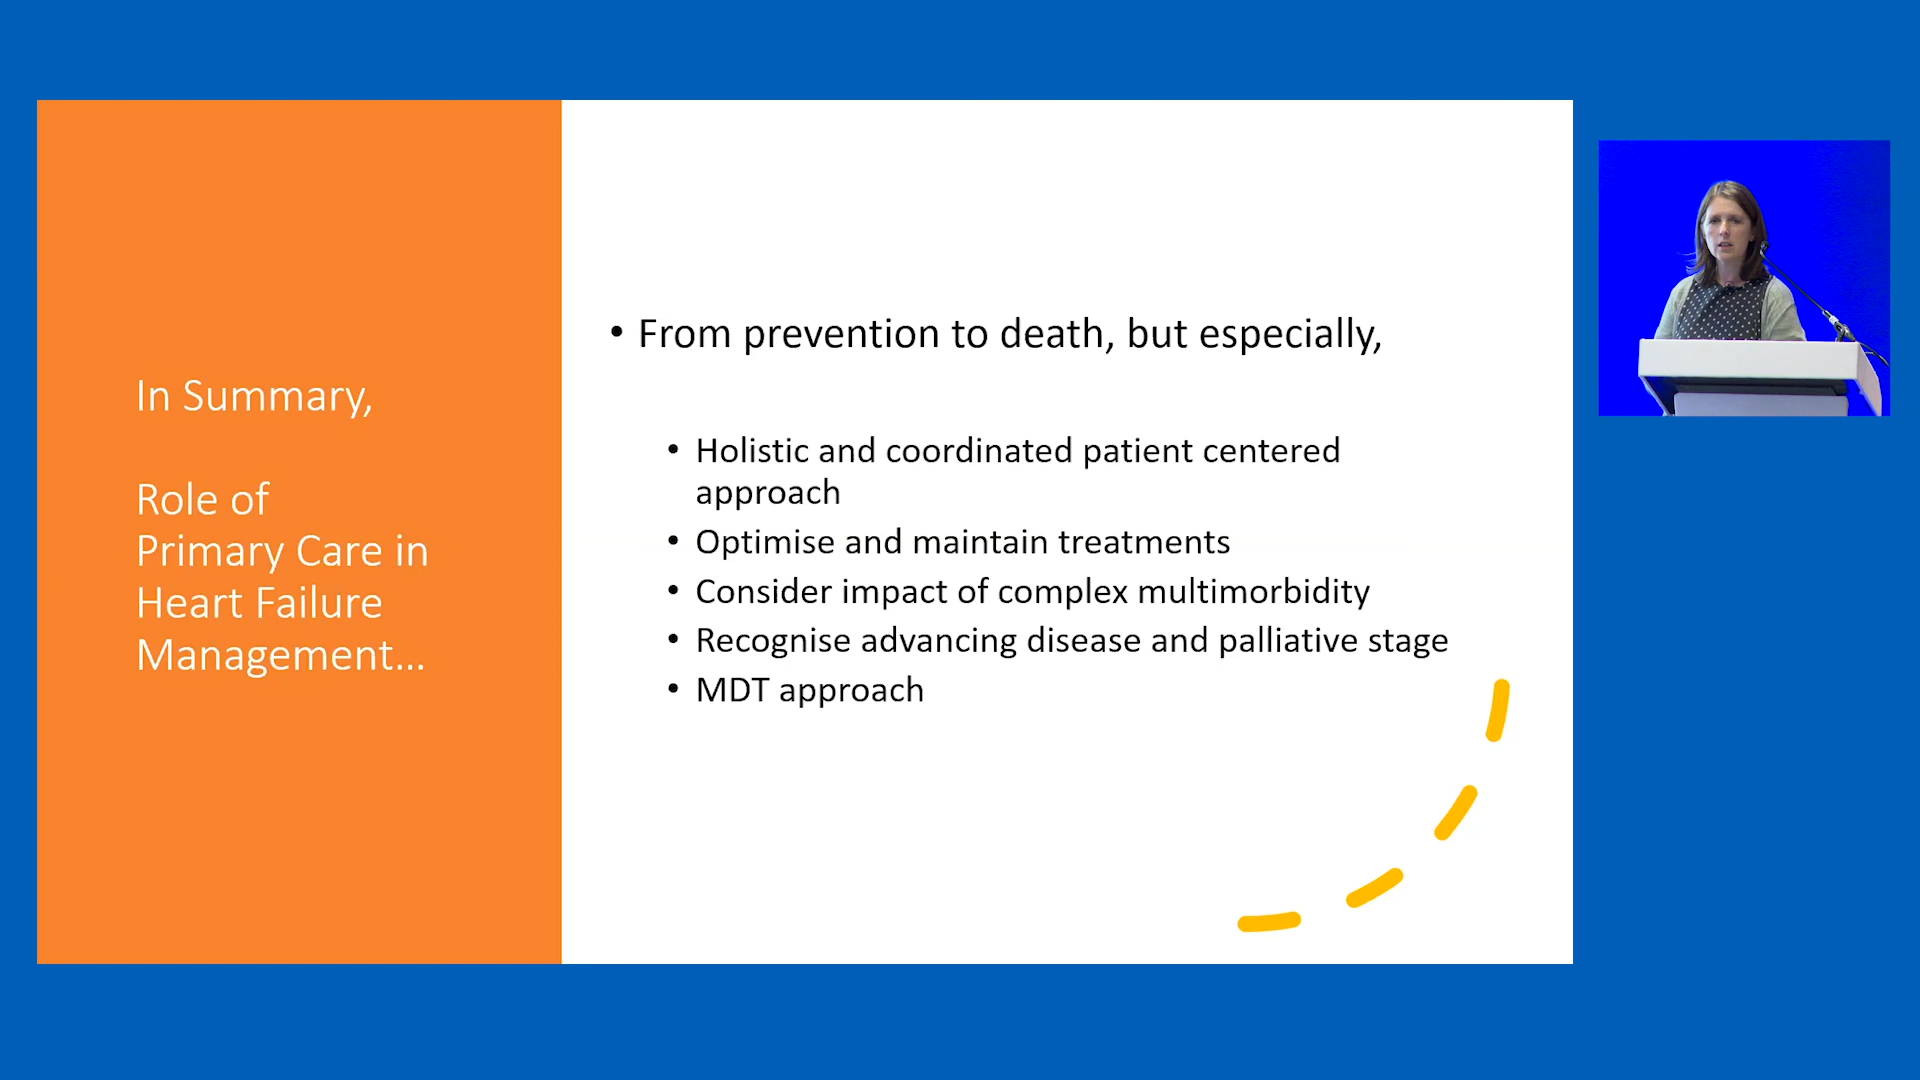 In Summary,
Role of
Primary Care in
Heart Failure
Management...
• From prevention to death, but especially,
• Holistic and coordinated patient centered
approach
• Optimise and maintain treatments
• Consider impact of complex multimorbidity
• Recognise advancing disease and palliative stage
• MDT approach